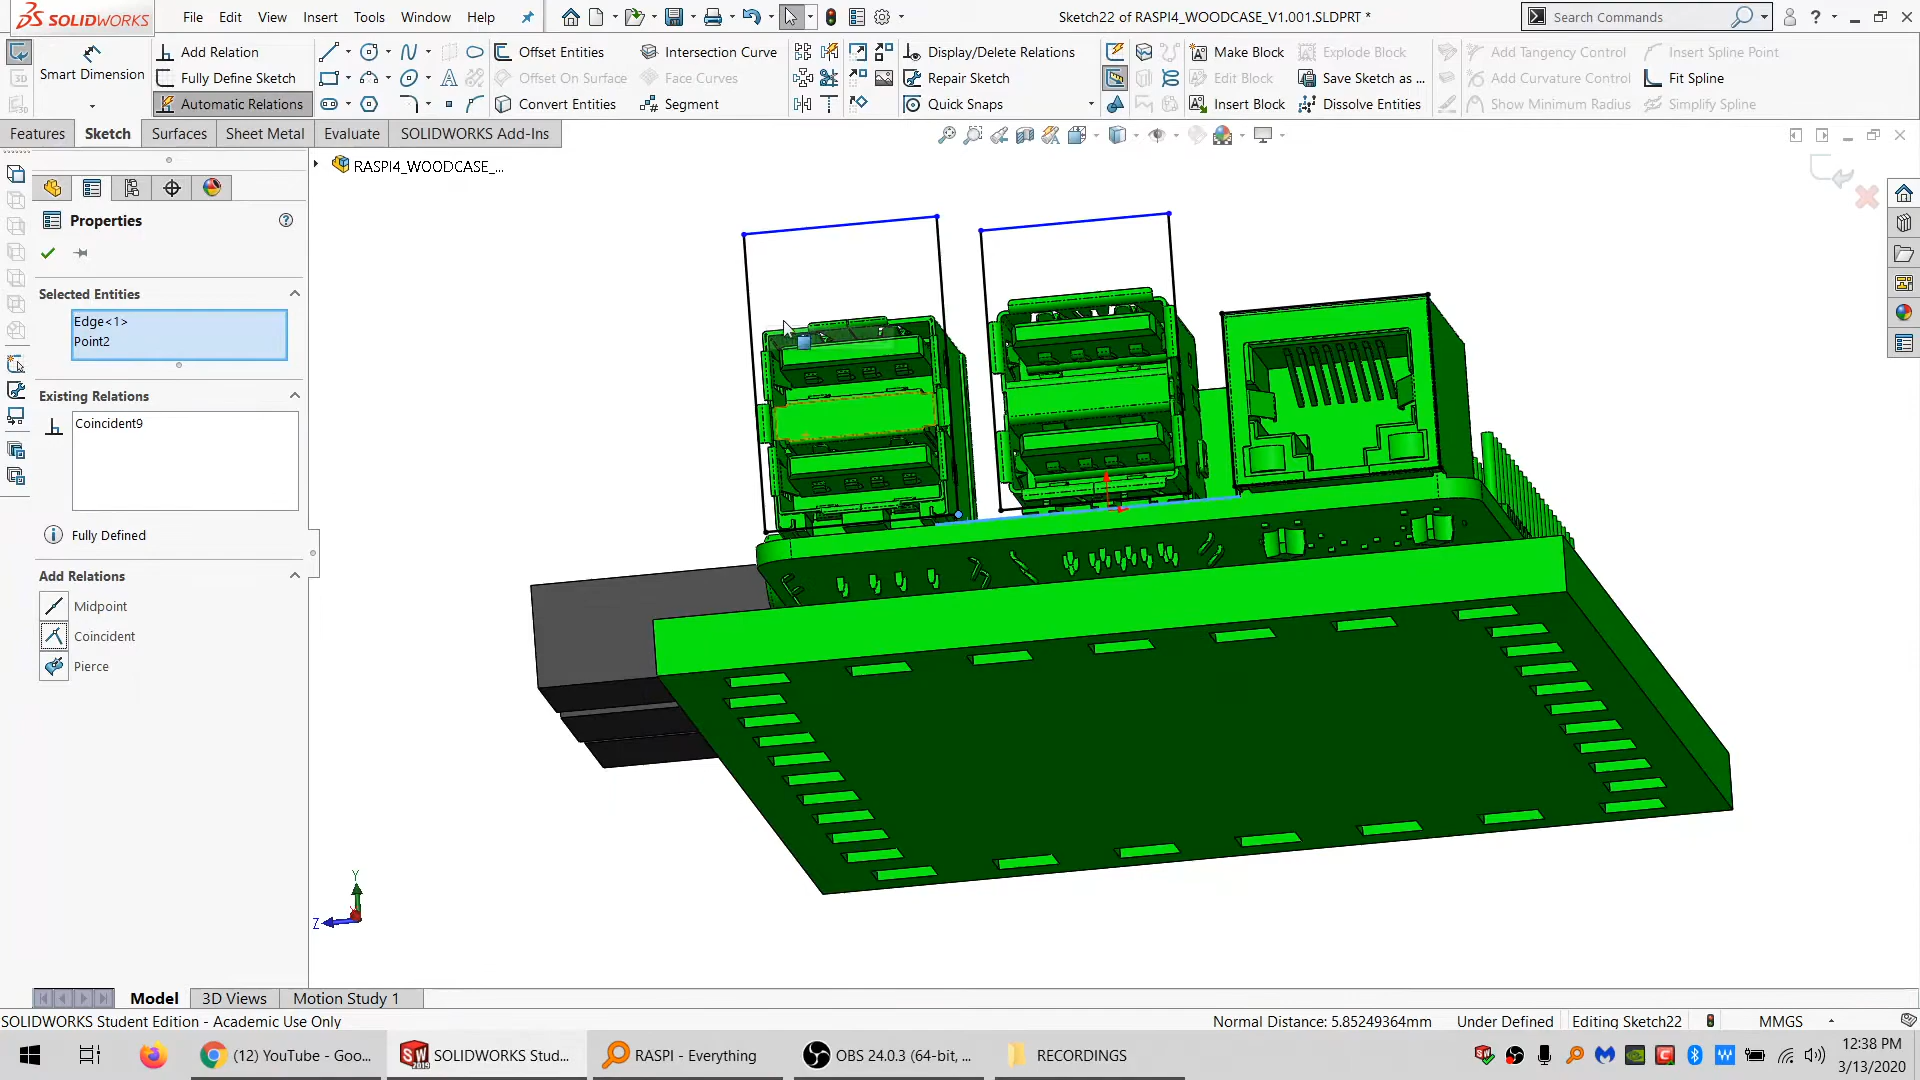 SOLIDWORKS
File Edit View Insert Tools Window Help
Sketch22 of RASPI4_WOODCASE_V1.001.SLDPRT *
Search Commands
Smart Dimension
Add Relation
Fully Define Sketch
Automatic Relations
Offset Entities
Offset On Surface
Convert Entities
Intersection Curve
Face Curves
Segment
Display/Delete Relations
Repair Sketch
Quick Snaps
Make Block
Edit Block
Insert Block
Explode Block
Save Sketch as ...
Dissolve Entities
Add Tangency Control
Add Curvature Control
Show Minimum Radius
Insert Spline Point
Fit Spline
Simplify Spline
Features Sketch Surfaces Sheet Metal Evaluate SOLIDWORKS Add-Ins
RASPI4_WOODCASE_...
Properties
Selected Entities
Edge<1>
Point2
Existing Relations
Coincident9
Fully Defined
Add Relations
Midpoint
Coincident
Pierce
Y
Z
Model 3D Views Motion Study 1
SOLIDWORKS Student Edition - Academic Use Only
Normal Distance: 5.85249364mm Under Defined Editing Sketch22 MMGS
(12) YouTube - Goo...
SOLIDWORKS Stud...
RASPI - Everything
OBS 24.0.3 (64-bit, ...
RECORDINGS
12:38 PM
3/13/2020